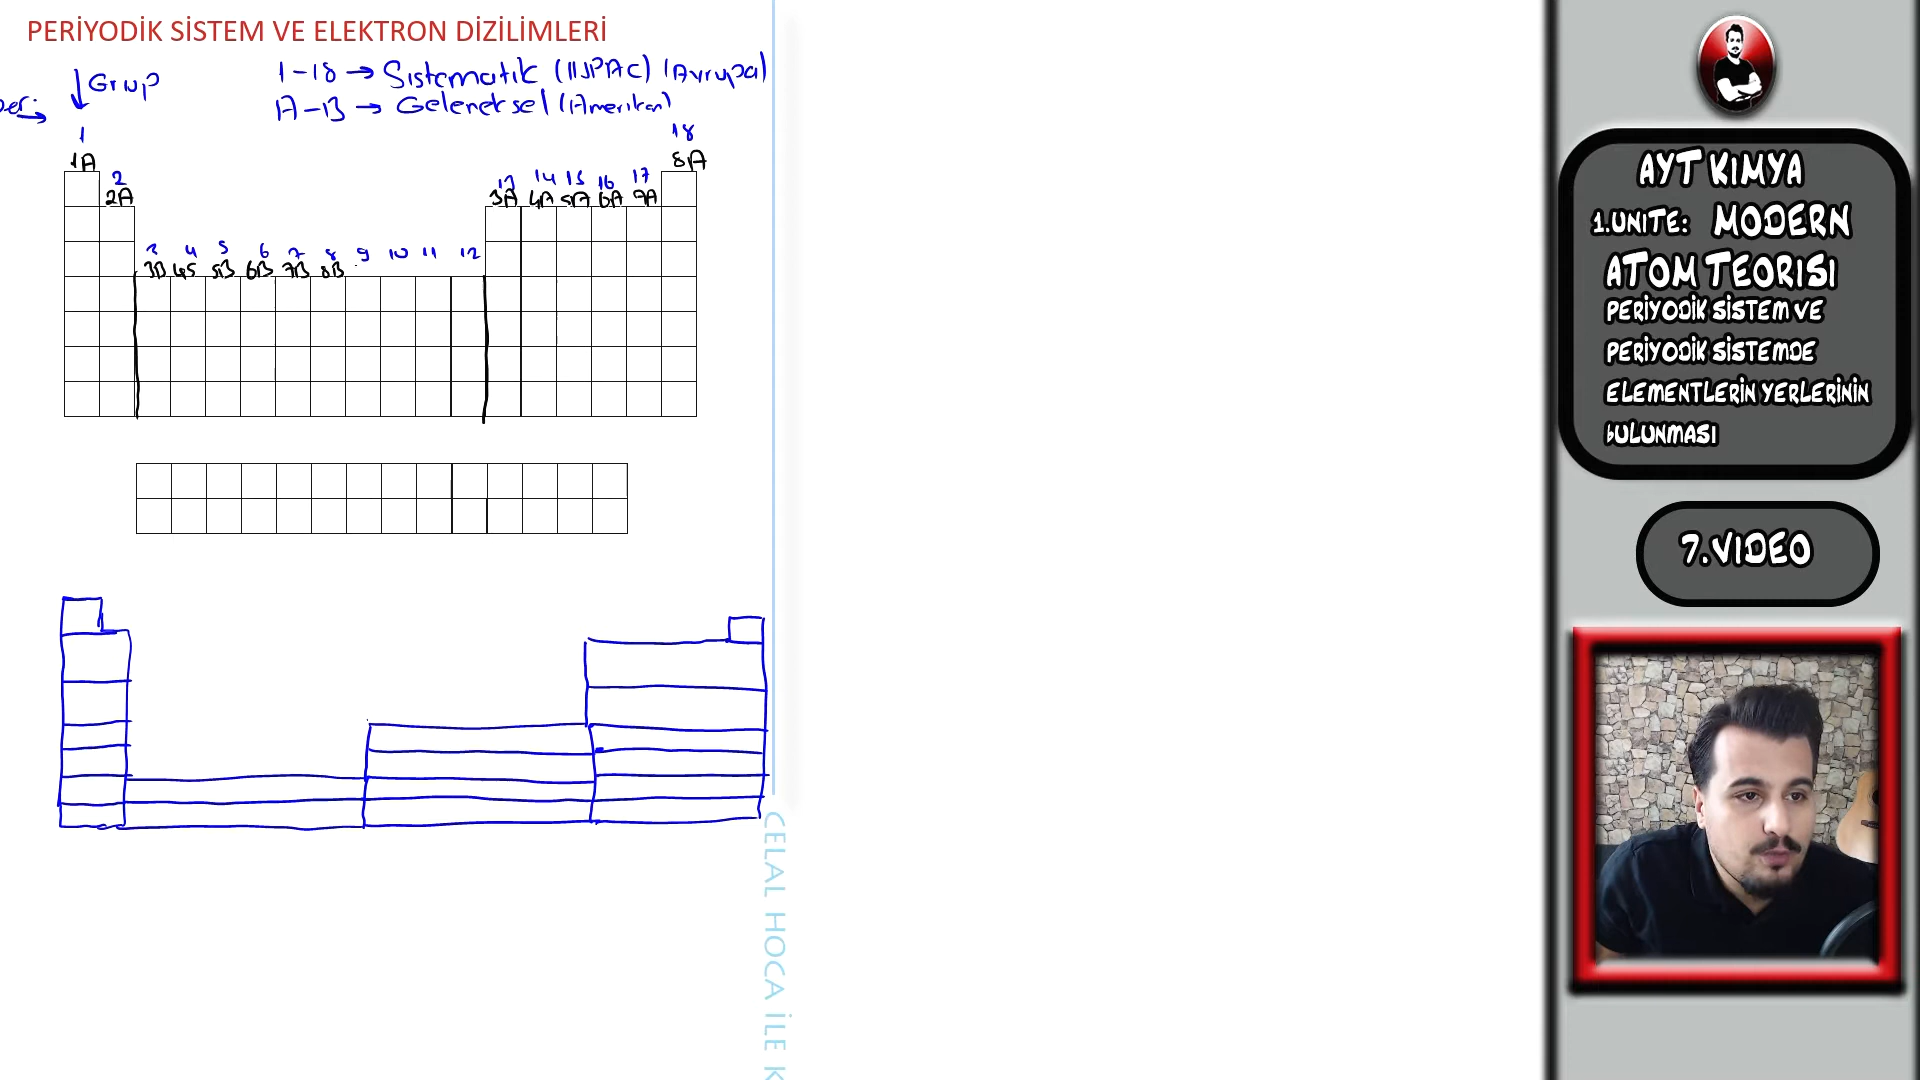 PERİYODİK SİSTEM VE ELEKTRON DİZİLİMLERİ
↓ Grup
1-18 → Sistematik (IUPAC) (Avrupa)
A-B → Geleneksel (Amerikan)
1
18
1A
8A
2
13 14 15 16 17
2A
3A 4A 5A 6A 7A
3 4 5 6 7 8 9 10 11 12
3B 5B 6B 7B 8B
CELAL HOCA İLE K
AYT KİMYA
1.ÜNİTE: MODERN
ATOM TEORİSİ
PERİYODİK SİSTEM VE
PERİYODİK SİSTEMDE
ELEMENTLERİN YERLERİNİN
BULUNMASI
7.VİDEO